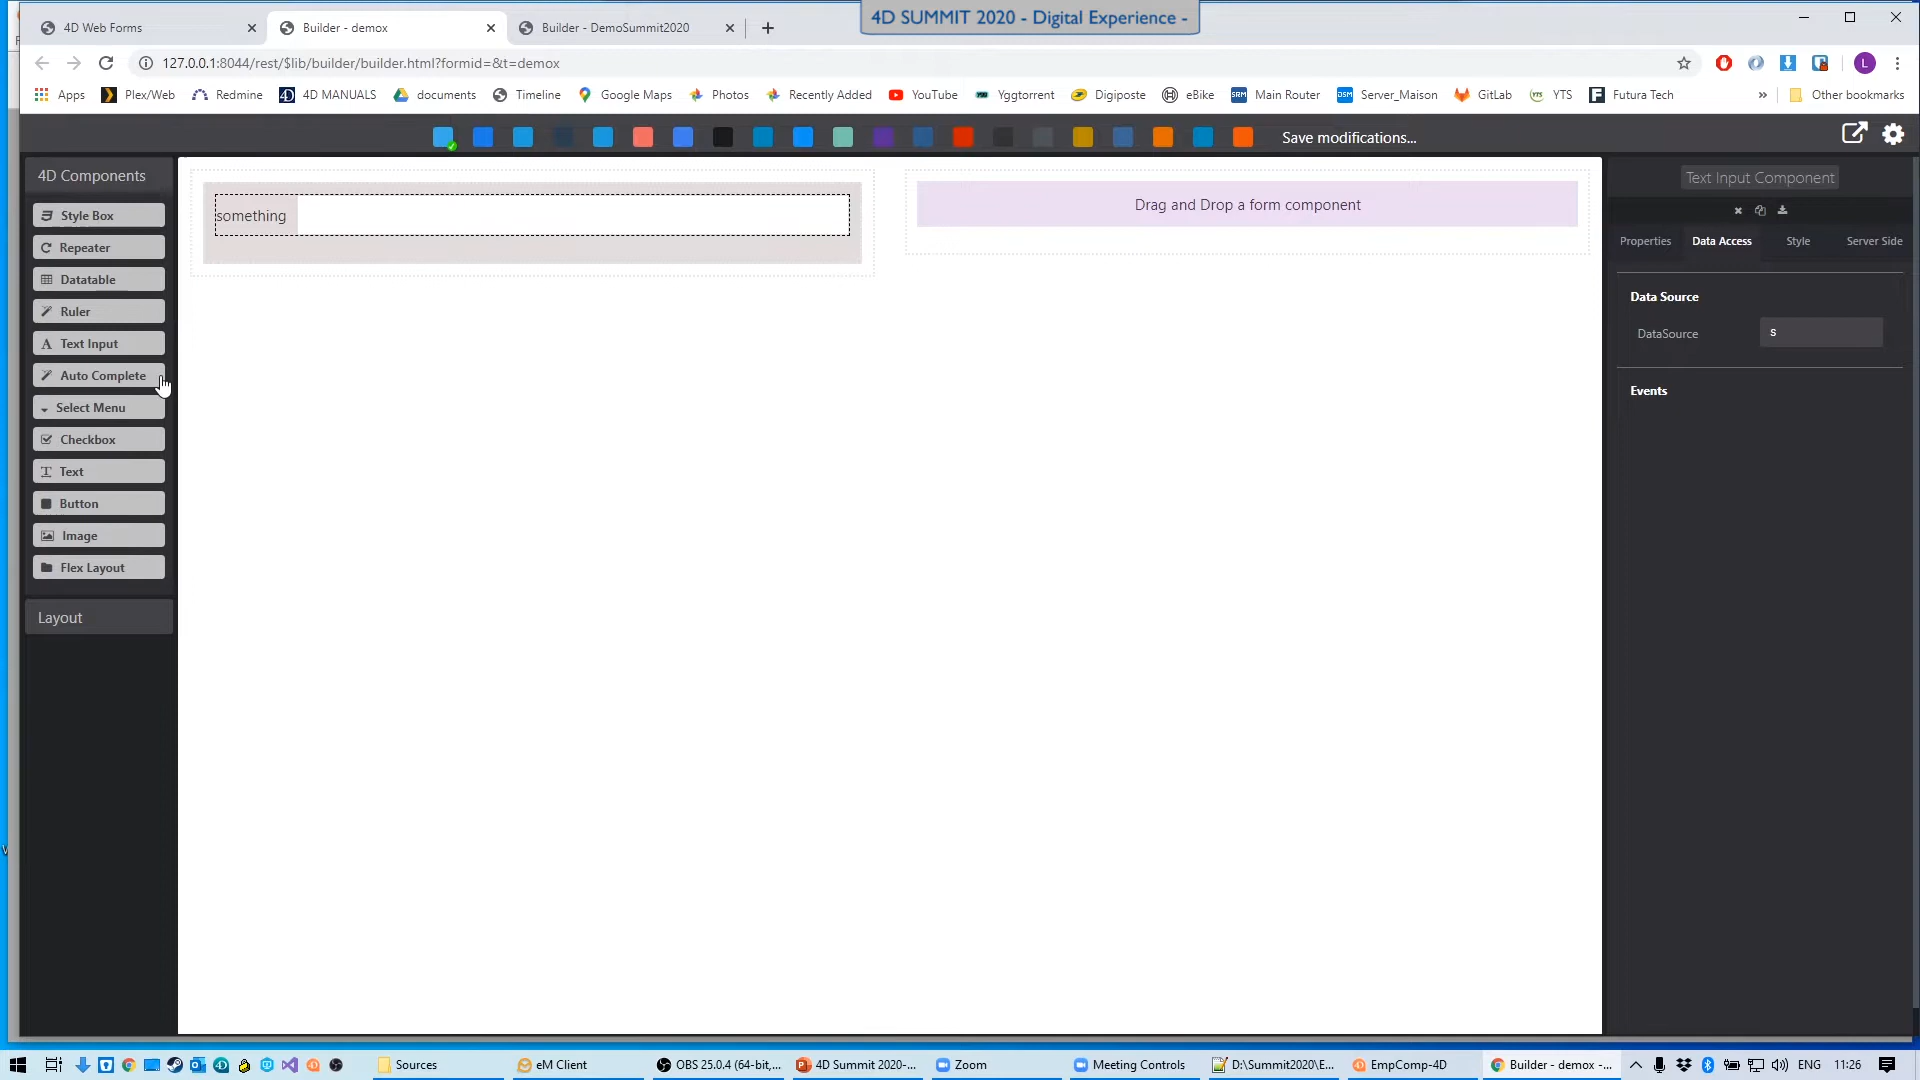 4D SUMMIT 2020 - Digital Experience -
4D Web Forms
Builder - demox
Builder - DemoSummit2020
127.0.0.1:8044/rest/$lib/builder/builder.html?formid=&t=demox
L
Apps
Plex/Web
Redmine
4D MANUALS
documents
Timeline
Google Maps
Photos
Recently Added
YouTube
Yggtorrent
Digiposte
eBike
Main Router
Server_Maison
GitLab
YTS
Futura Tech
»
Other bookmarks
Save modifications...
4D Components
Style Box
Repeater
Datatable
Ruler
Text Input
Auto Complete
Select Menu
Checkbox
Text
Button
Image
Flex Layout
Layout
something
Drag and Drop a form component
Text Input Component
Properties
Data Access
Style
Server Side
Data Source
DataSource
s
Events
Sources
eM Client
OBS 25.0.4 (64-bit,...
4D Summit 2020-...
Zoom
Meeting Controls
D:\Summit2020\E...
EmpComp-4D
Builder - demox -...
ENG
11:26